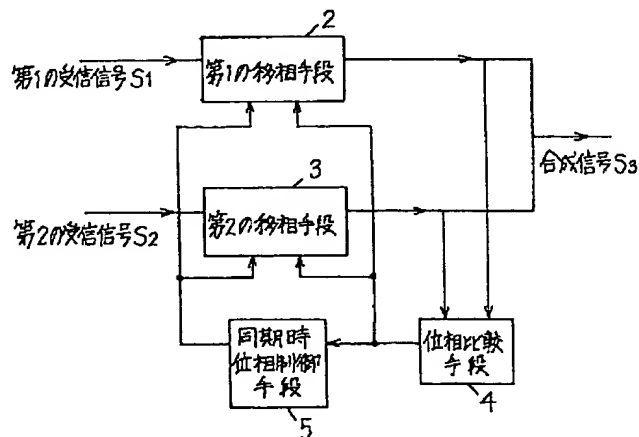 2
第1の受信信号S1
第1の移相手段
合成信号S3
3
第2の受信信号S2
第2の移相手段
同期時
位相制御
手段
5
位相比較
手段
4